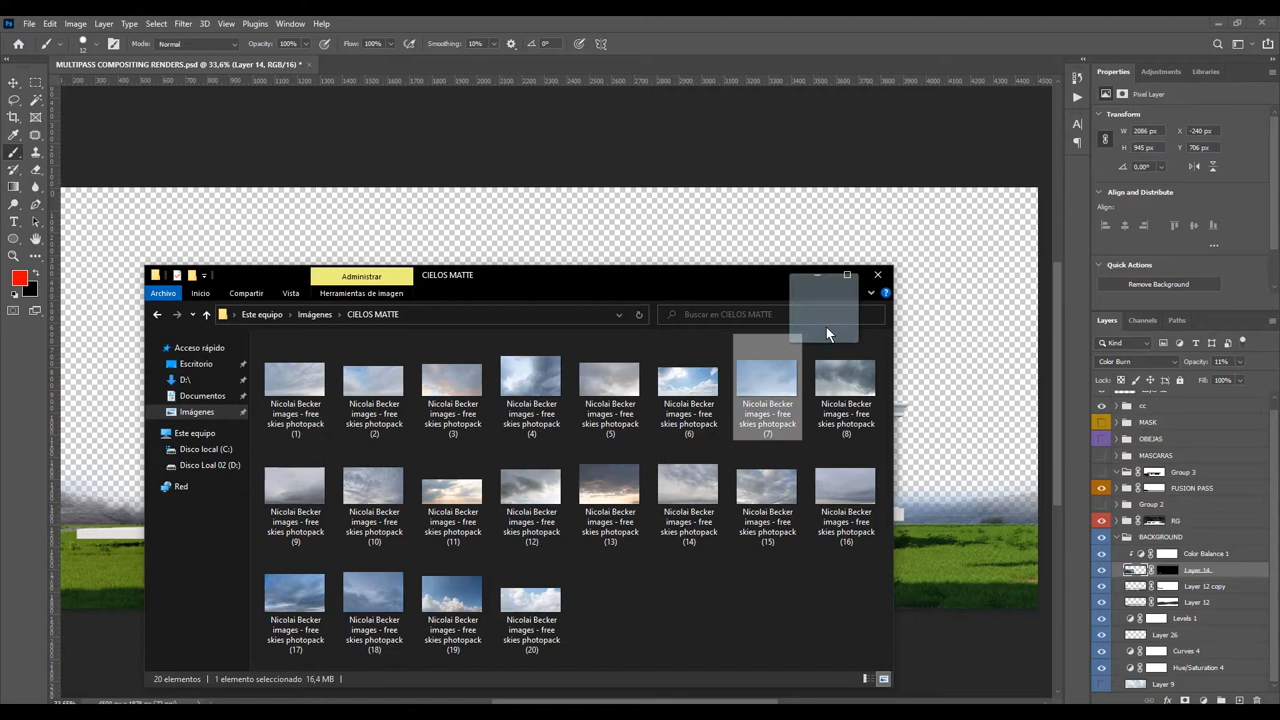 File Edit Image Layer Type Select Filter 3D View Plugins Window Help
Mode: Normal Opacity: 100% Flow: 100% Smoothing: 10% 0°
12
MULTIPASS COMPOSITING RENDERS.psd @ 33,6% (Layer 14, RGB/16) *
Properties Adjustments Libraries
Pixel Layer
Transform
W 2086 px X -240 px
H 945 px Y 706 px
0,00°
Align and Distribute
Align:
Quick Actions
Remove Background
Layers Channels Paths
Kind
Color Burn Opacity: 11%
Lock: Fill: 100%
cc
MASK
OBEJAS
MASCARAS
Group 3
FUSION PASS
Group 2
RG
BACKGROUND
Color Balance 1
Layer 14
Layer 12 copy
Layer 12
Levels 1
Layer 26
Curves 4
Hue/Saturation 4
Layer 9
Administrar CIELOS MATTE
Archivo Inicio Compartir Vista Herramientas de imagen
Este equipo Imágenes CIELOS MATTE
Buscar en CIELOS MATTE
Acceso rápido
Escritorio
D:\
Documentos
Imágenes
Este equipo
Disco local (C:)
Disco Loal 02 (D:)
Red
Nicolai Becker images - free skies photopack (1)
Nicolai Becker images - free skies photopack (2)
Nicolai Becker images - free skies photopack (3)
Nicolai Becker images - free skies photopack (4)
Nicolai Becker images - free skies photopack (5)
Nicolai Becker images - free skies photopack (6)
Nicolai Becker images - free skies photopack (7)
Nicolai Becker images - free skies photopack (8)
Nicolai Becker images - free skies photopack (9)
Nicolai Becker images - free skies photopack (10)
Nicolai Becker images - free skies photopack (11)
Nicolai Becker images - free skies photopack (12)
Nicolai Becker images - free skies photopack (13)
Nicolai Becker images - free skies photopack (14)
Nicolai Becker images - free skies photopack (15)
Nicolai Becker images - free skies photopack (16)
Nicolai Becker images - free skies photopack (17)
Nicolai Becker images - free skies photopack (18)
Nicolai Becker images - free skies photopack (19)
Nicolai Becker images - free skies photopack (20)
20 elementos 1 elemento seleccionado 16,4 MB